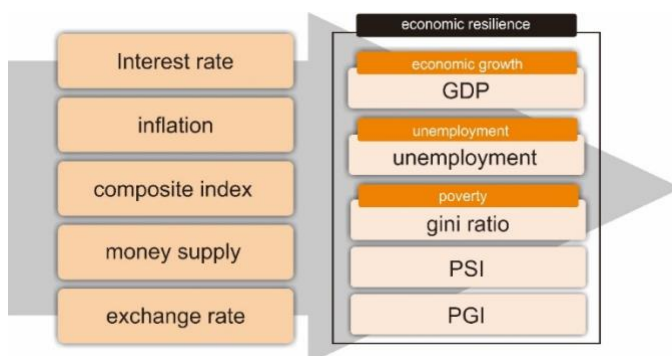 Interest rate
inflation
composite index
money supply
exchange rate
economic resilience
economic growth
GDP
unemployment
unemployment
poverty
gini ratio
PSI
PGI